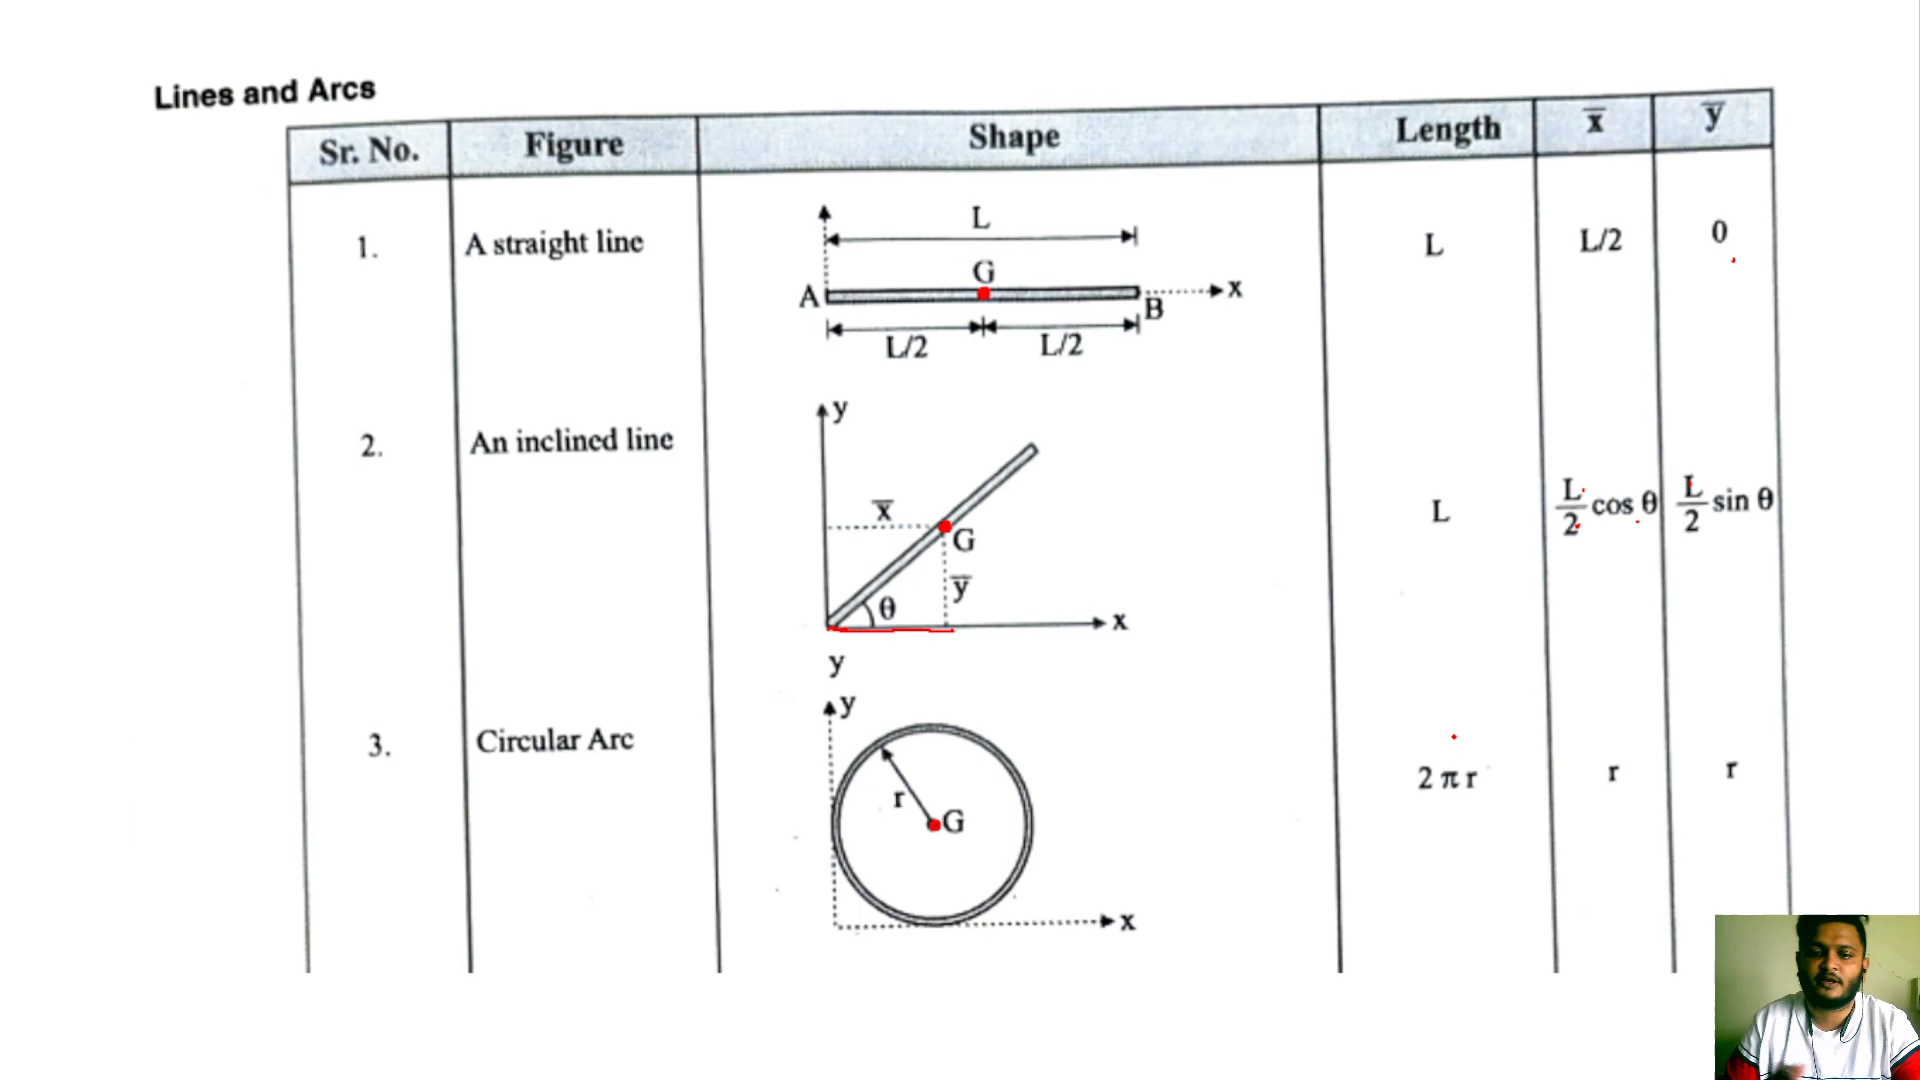 Lines and Arcs
Sr. No. Figure Shape Length x̅ y̅
1. A straight line L L/2 0
L
G
A B x
L/2 L/2
2. An inclined line L L/2 cos θ L/2 sin θ
y
x̅
G
y̅
θ
x
y
3. Circular Arc 2 π r r r
y
r
G
x